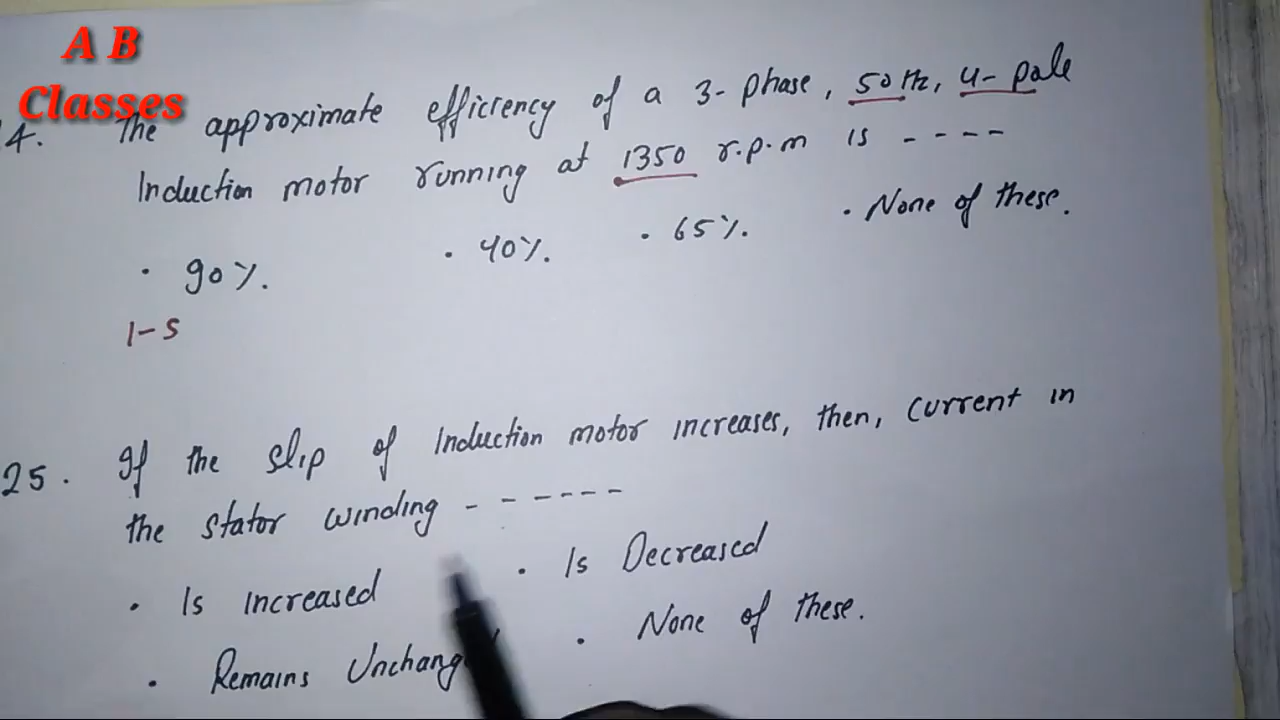 A B
Classes
4. The approximate efficiency of a 3-phase, 50Hz, 4-pole
Induction motor running at 1350 r.p.m is ----
• 90%. • 40%. • 65%. • None of these.
1-S
25. If the slip of Induction motor increases, then, current in
the stator winding ------
• Is increased • Is Decreased
• Remains • None of these.